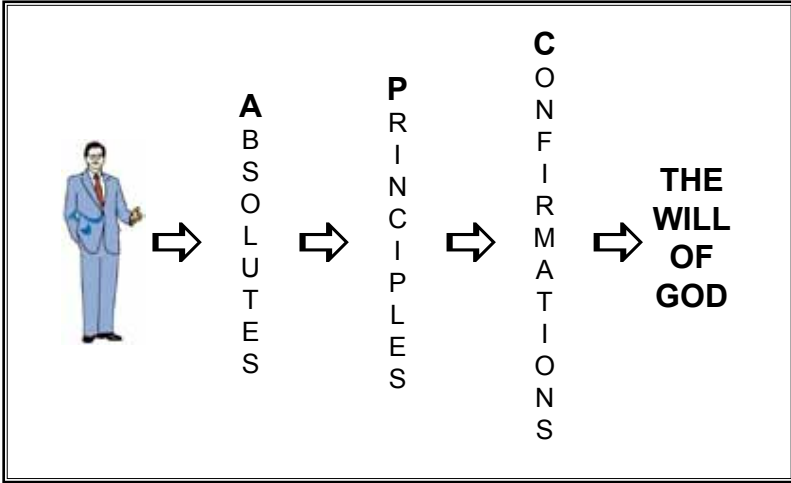 ABSOLUTES
PRINCIPLES
CONFIRMATIONS
THE
WILL
OF
GOD